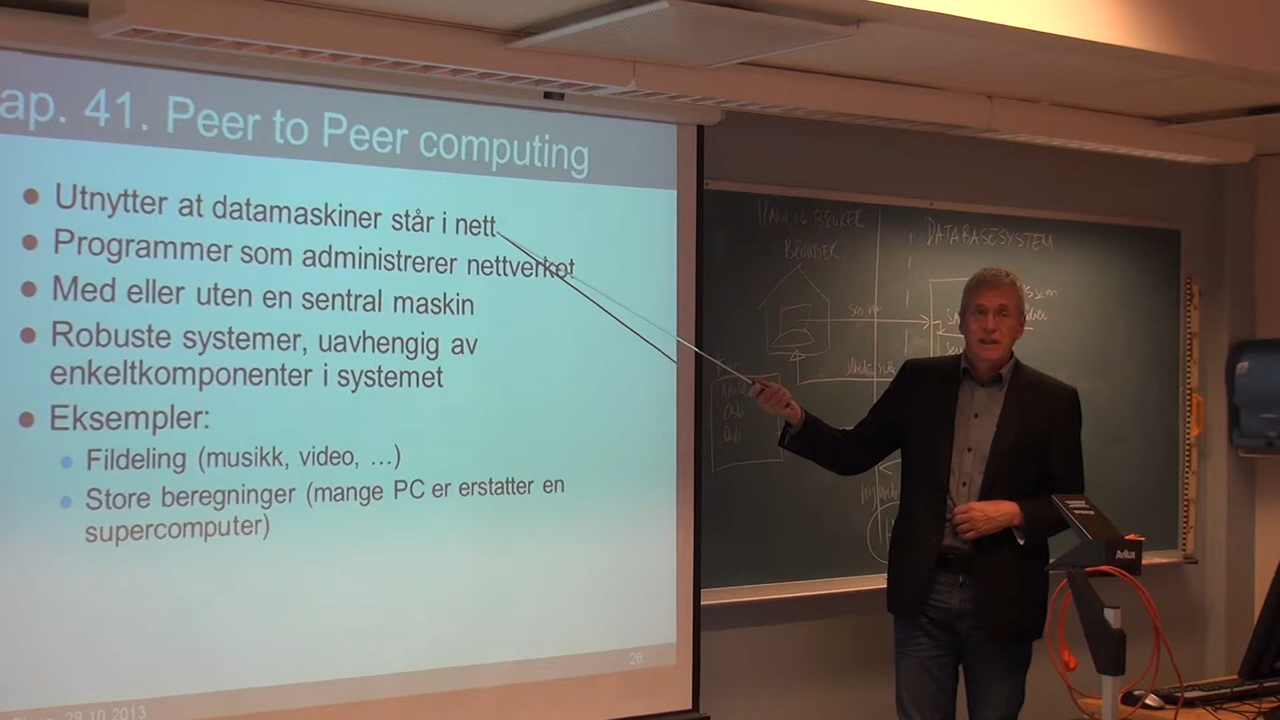 ap. 41. Peer to Peer computing
Utnytter at datamaskiner står i nett
Programmer som administrerer nettverket
Med eller uten en sentral maskin
Robuste systemer, uavhengig av
enkeltkomponenter i systemet
Eksempler:
Fildeling (musikk, video, …)
Store beregninger (mange PC er erstatter en
supercomputer)
26
28.10.2013
BROWSER
DATABASESYSTEM
Avilux